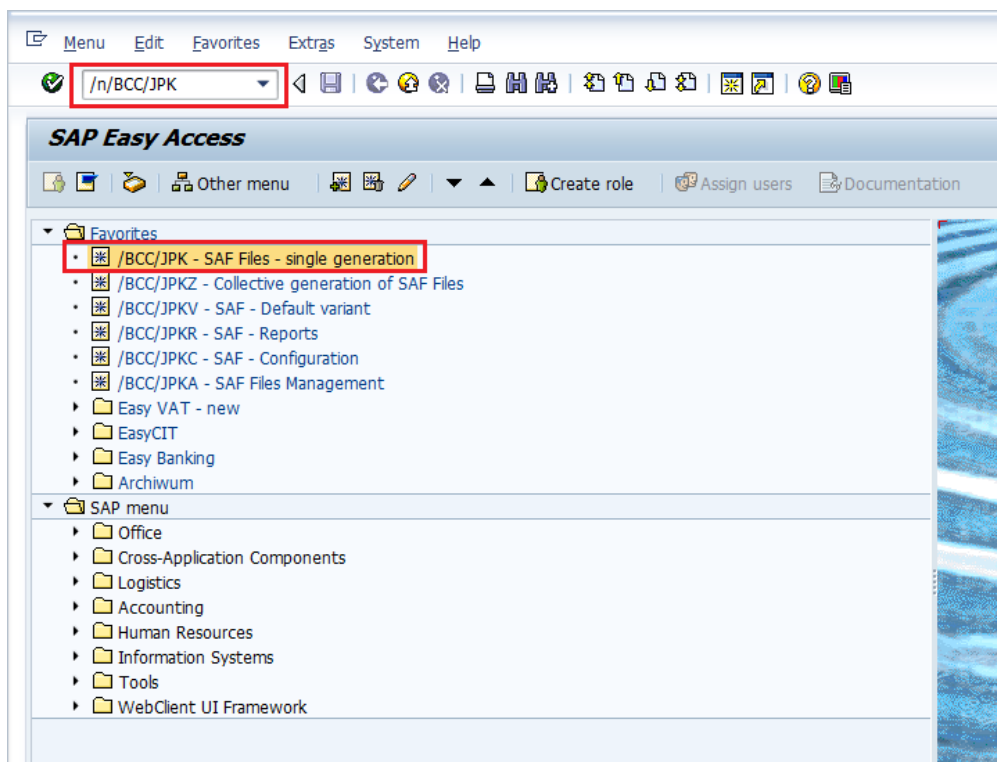 Menu Edit Favorites Extras System Help
/n/BCC/JPK
SAP Easy Access
Other menu Create role Assign users Documentation
Favorites
/BCC/JPK - SAF Files - single generation
/BCC/JPKZ - Collective generation of SAF Files
/BCC/JPKV - SAF - Default variant
/BCC/JPKR - SAF - Reports
/BCC/JPKC - SAF - Configuration
/BCC/JPKA - SAF Files Management
Easy VAT - new
EasyCIT
Easy Banking
Archiwum
SAP menu
Office
Cross-Application Components
Logistics
Accounting
Human Resources
Information Systems
Tools
WebClient UI Framework